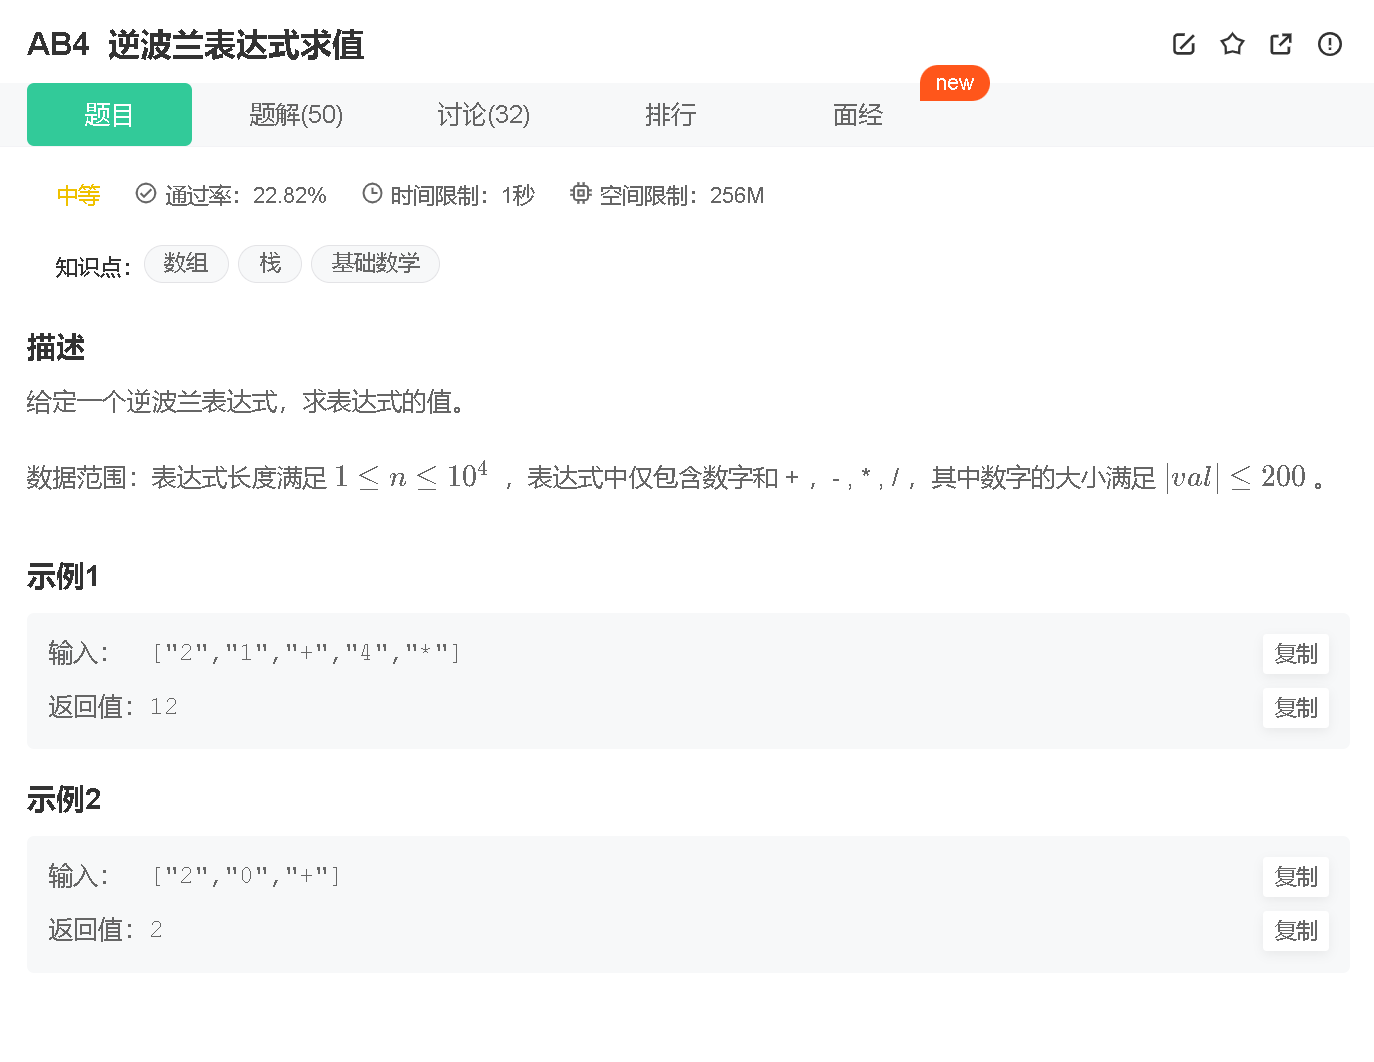 AB4 逆波兰表达式求值
new
题目 题解(50) 讨论(32) 排行 面经
中等 通过率：22.82% 时间限制：1秒 空间限制：256M
知识点： 数组 栈 基础数学
描述
给定一个逆波兰表达式，求表达式的值。
数据范围：表达式长度满足 1 ≤ n ≤ 10⁴ ，表达式中仅包含数字和 + ，- , * , / ，其中数字的大小满足 |val| ≤ 200 。
示例1
输入： ["2","1","+","4","*"] 复制
返回值：12 复制
示例2
输入： ["2","0","+"] 复制
返回值：2 复制